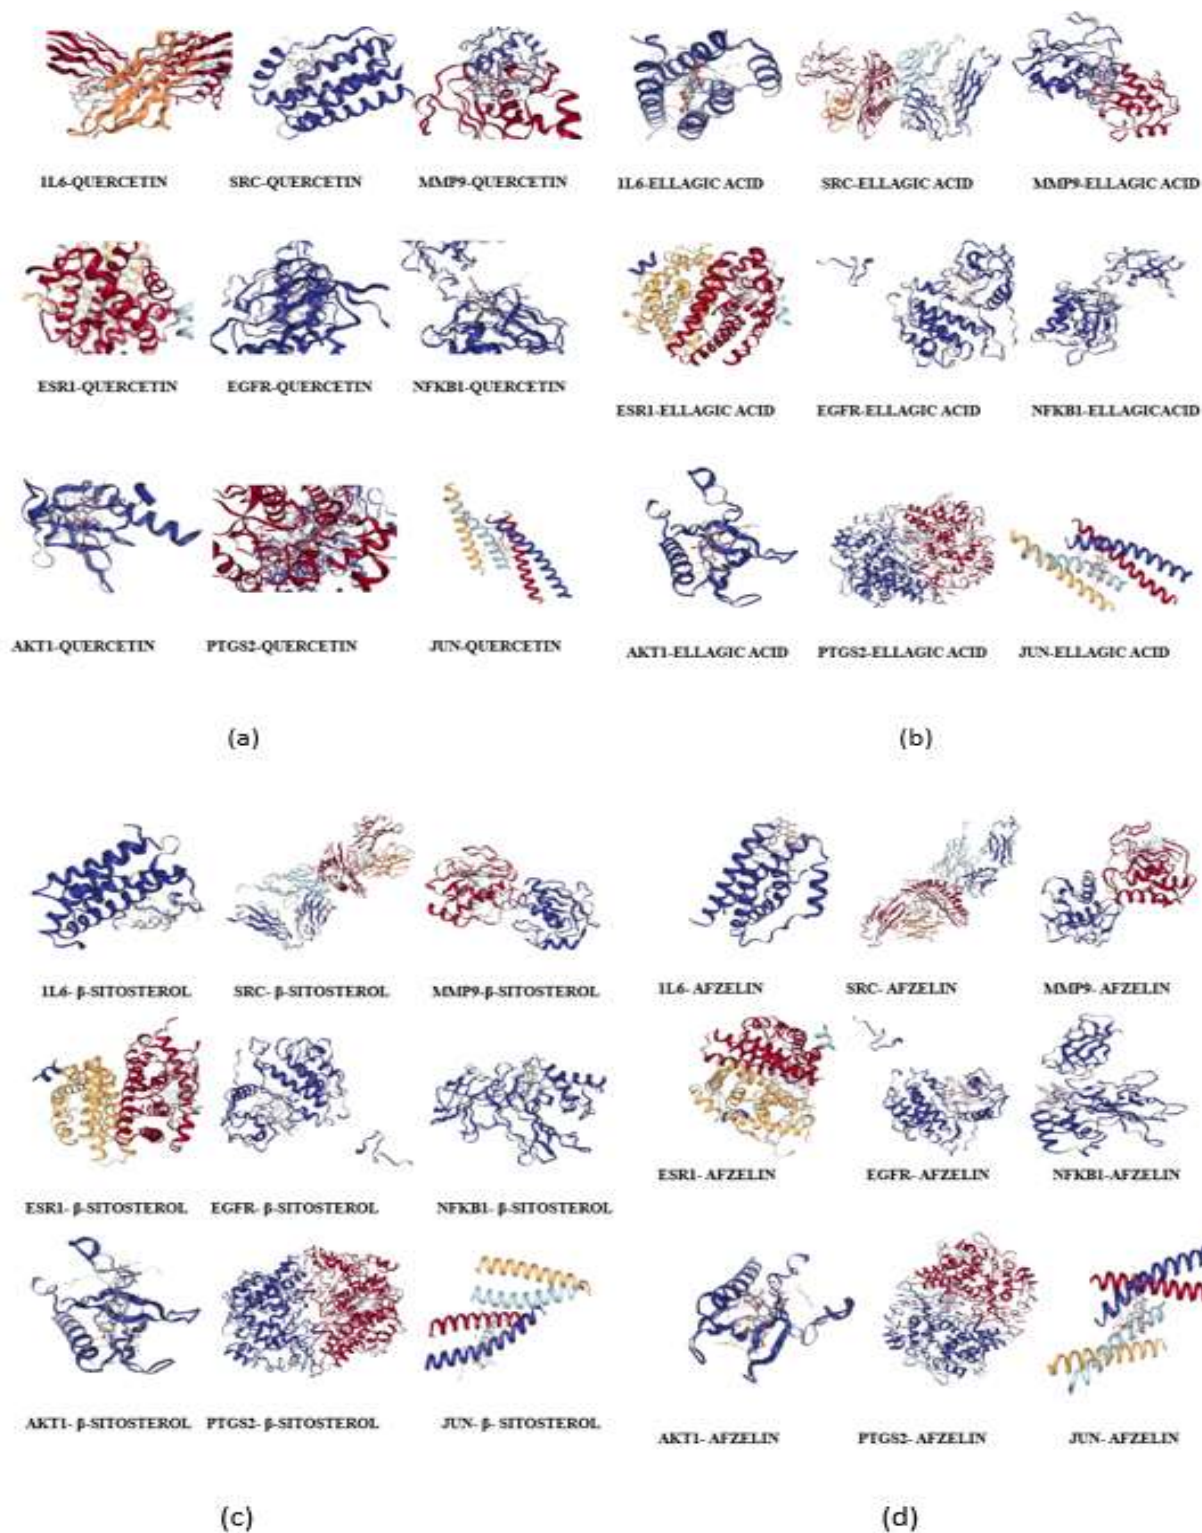 1L6-QUERCETIN SRC-QUERCETIN MMP9-QUERCETIN
ESR1-QUERCETIN EGFR-QUERCETIN NFKB1-QUERCETIN
AKT1-QUERCETIN PTGS2-QUERCETIN JUN-QUERCETIN
(a)
1L6-ELLAGIC ACID SRC-ELLAGIC ACID MMP9-ELLAGIC ACID
ESR1-ELLAGIC ACID EGFR-ELLAGIC ACID NFKB1-ELLAGICACID
AKT1-ELLAGIC ACID PTGS2-ELLAGIC ACID JUN-ELLAGIC ACID
(b)
1L6- β-SITOSTEROL SRC- β-SITOSTEROL MMP9-β-SITOSTEROL
ESR1- β-SITOSTEROL EGFR- β-SITOSTEROL NFKB1- β-SITOSTEROL
AKT1- β-SITOSTEROL PTGS2- β-SITOSTEROL JUN- β- SITOSTEROL
(c)
1L6- AFZELIN SRC- AFZELIN MMP9- AFZELIN
ESR1- AFZELIN EGFR- AFZELIN NFKB1-AFZELIN
AKT1- AFZELIN PTGS2- AFZELIN JUN- AFZELIN
(d)